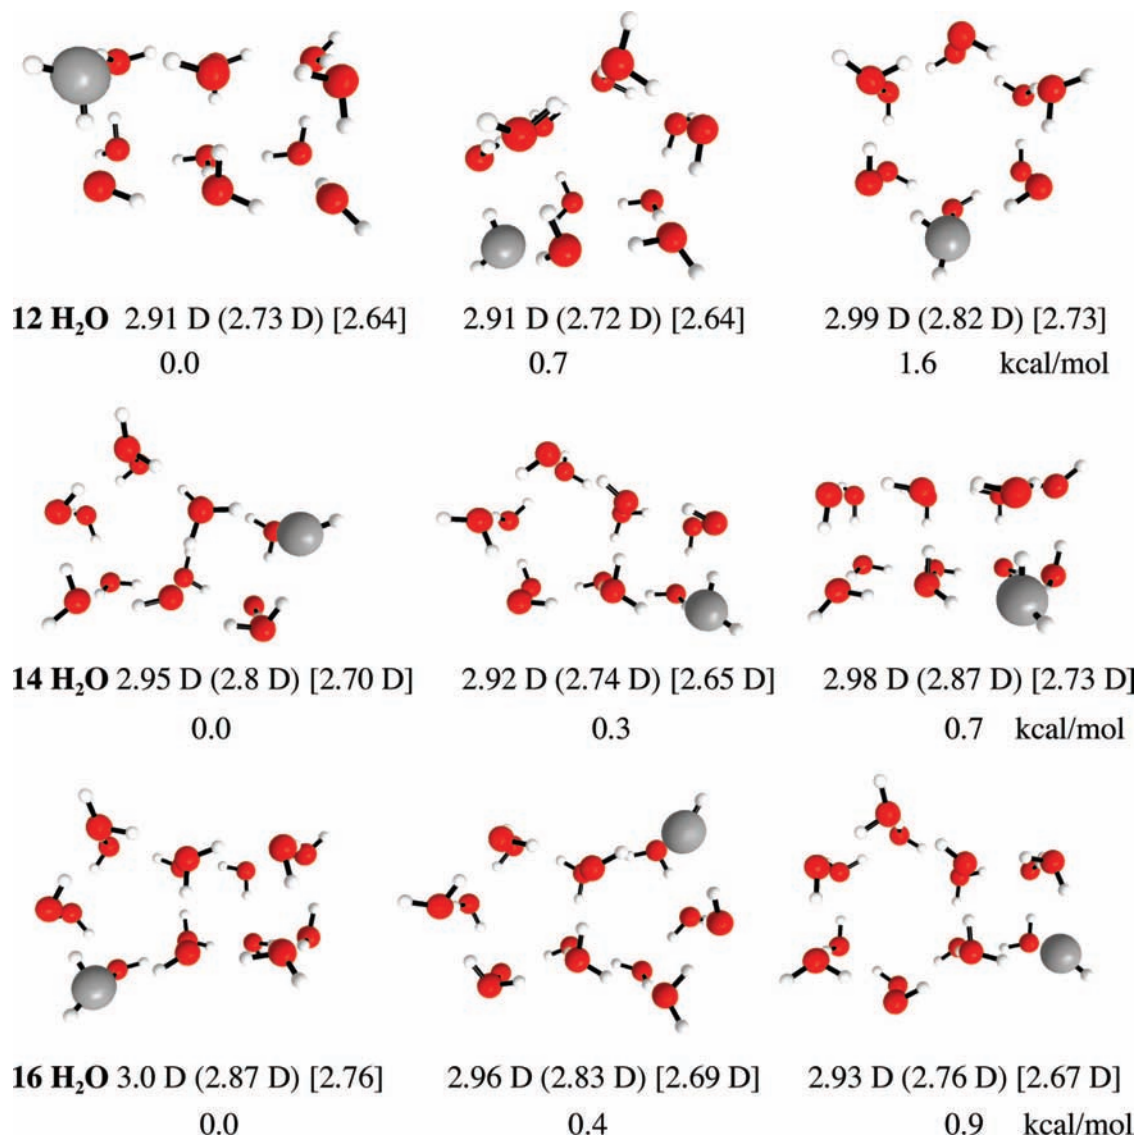 12 H₂O 2.91 D (2.73 D) [2.64] 2.91 D (2.72 D) [2.64] 2.99 D (2.82 D) [2.73]
0.0 0.7 1.6 kcal/mol
14 H₂O 2.95 D (2.8 D) [2.70 D] 2.92 D (2.74 D) [2.65 D] 2.98 D (2.87 D) [2.73 D]
0.0 0.3 0.7 kcal/mol
16 H₂O 3.0 D (2.87 D) [2.76] 2.96 D (2.83 D) [2.69 D] 2.93 D (2.76 D) [2.67 D]
0.0 0.4 0.9 kcal/mol